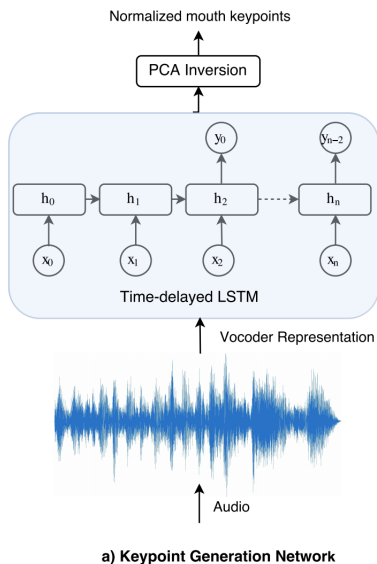 Normalized mouth keypoints
PCA Inversion
y₀ yₙ₋₂
h₀ h₁ h₂ hₙ
x₀ x₁ x₂ xₙ
Time-delayed LSTM
Vocoder Representation
Audio
a) Keypoint Generation Network